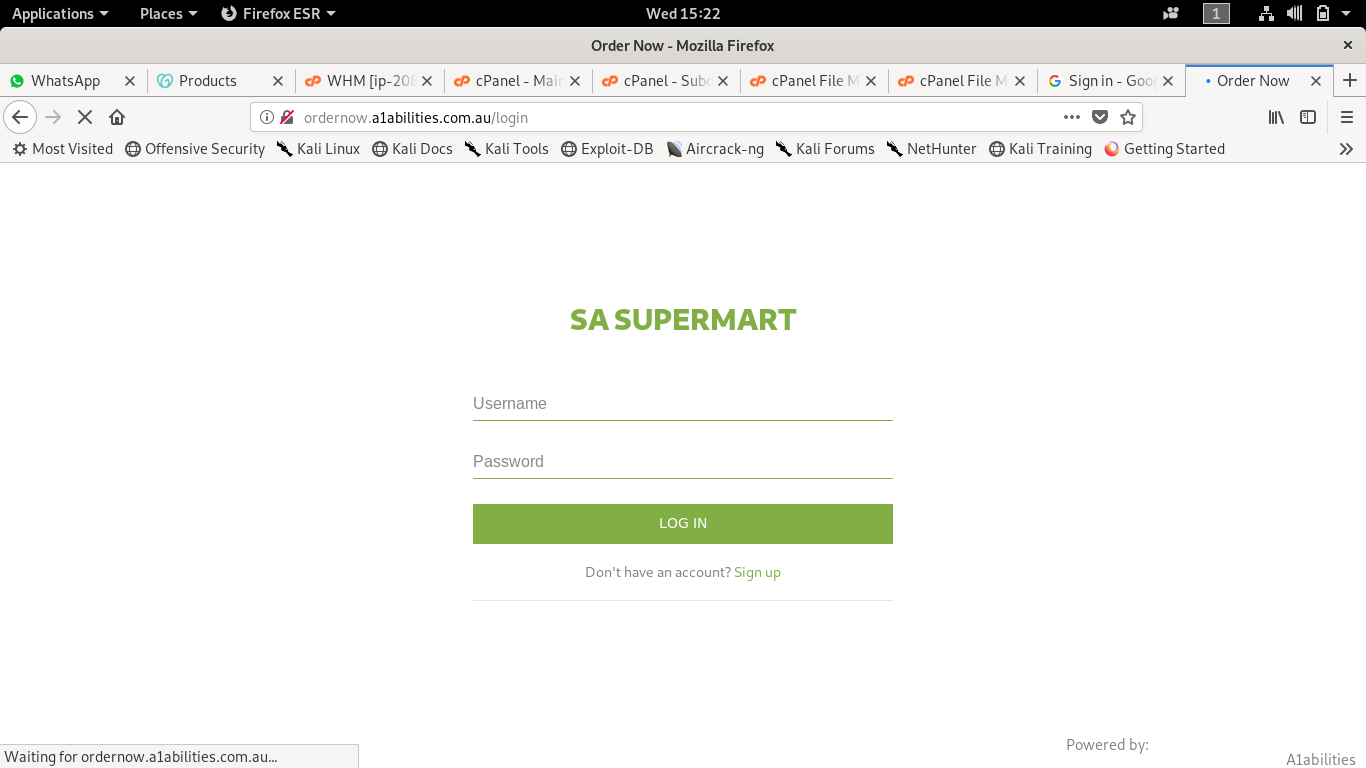 Applications Places Firefox ESR Wed 15:22 1
Order Now - Mozilla Firefox
WhatsApp Products WHM [ip-208 cPanel - Main cPanel - Subd cPanel File M cPanel File M Sign in - Goog Order Now
ordernow.a1abilities.com.au/login
Most Visited Offensive Security Kali Linux Kali Docs Kali Tools Exploit-DB Aircrack-ng Kali Forums NetHunter Kali Training Getting Started
SA SUPERMART
Username
Password
LOG IN
Don't have an account? Sign up
Powered by:
Waiting for ordernow.a1abilities.com.au...
A1abilities